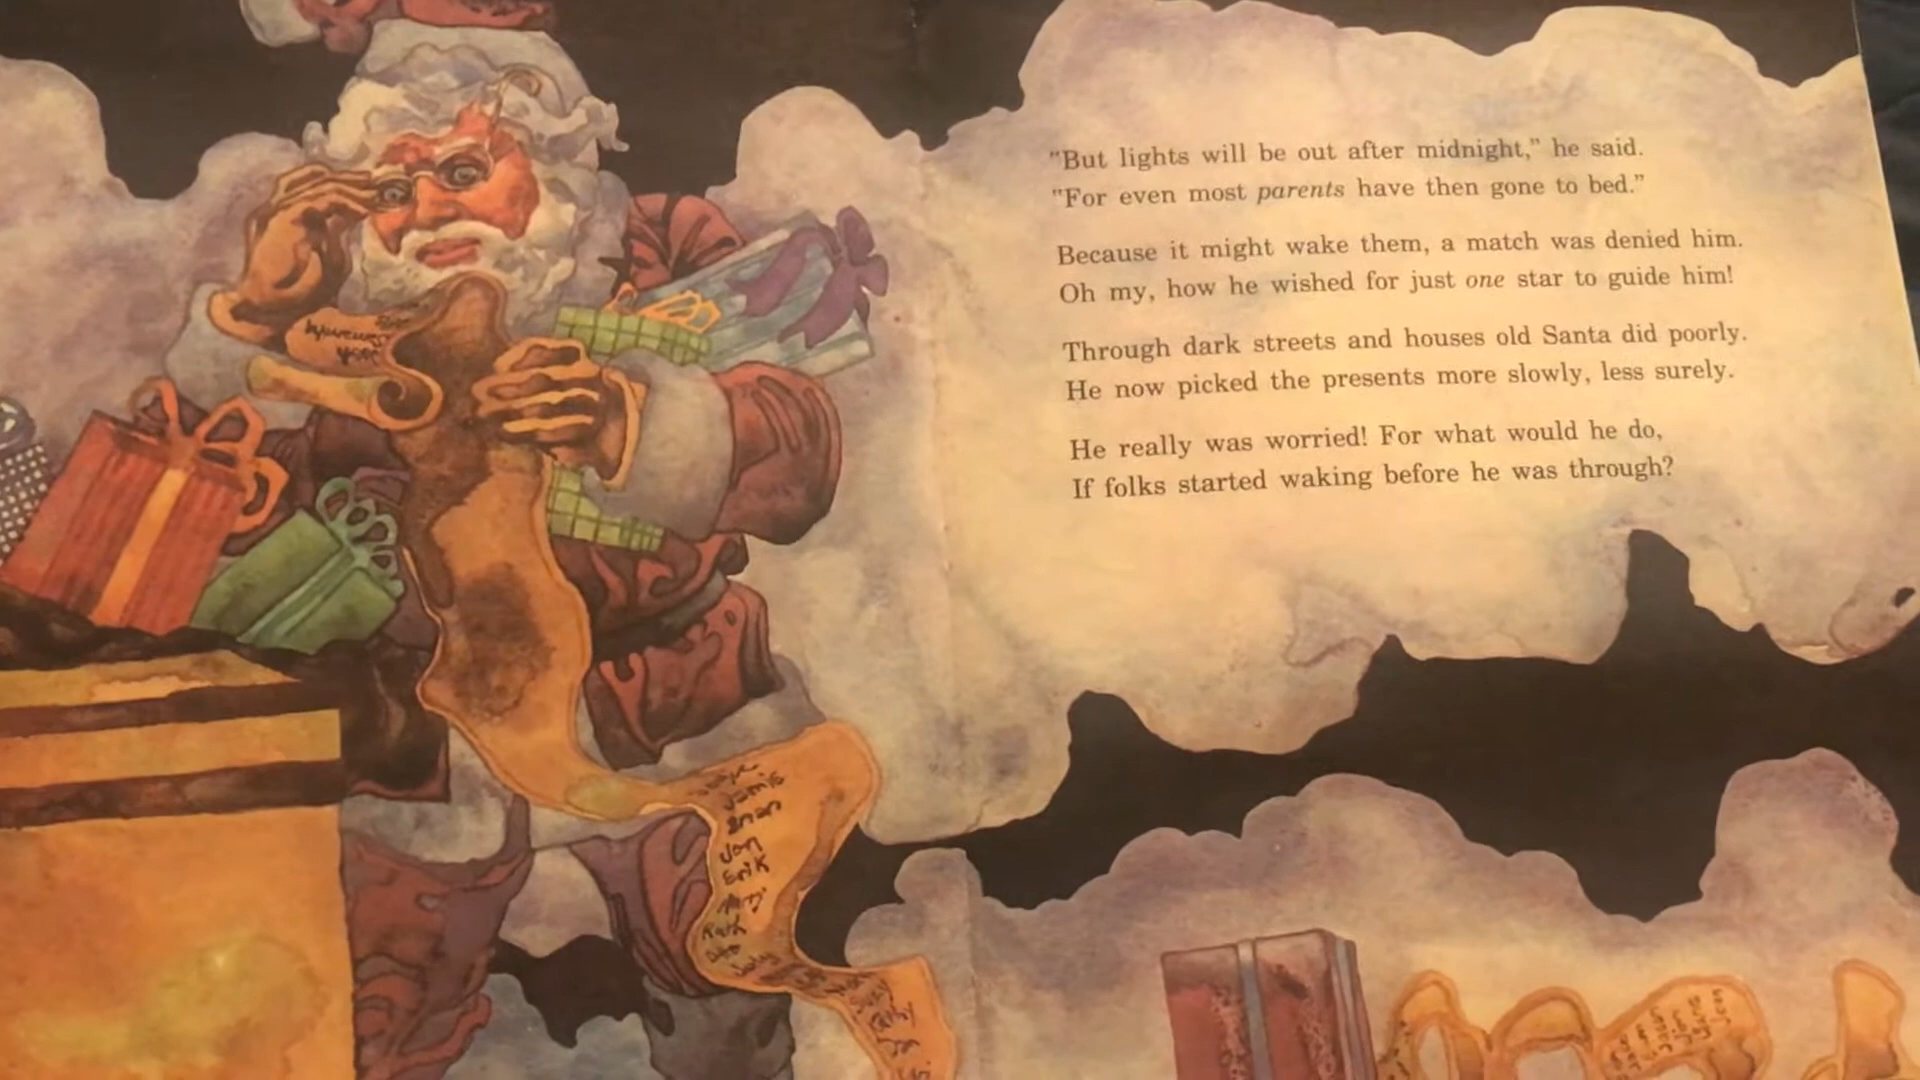 "But lights will be out after midnight," he said.
"For even most parents have then gone to bed."
Because it might wake them, a match was denied him.
Oh my, how he wished for just one star to guide him!
Through dark streets and houses old Santa did poorly.
He now picked the presents more slowly, less surely.
He really was worried! For what would he do,
If folks started waking before he was through?
Jamie
Brian
Jon
Erik
Ruth
Otto
Judy